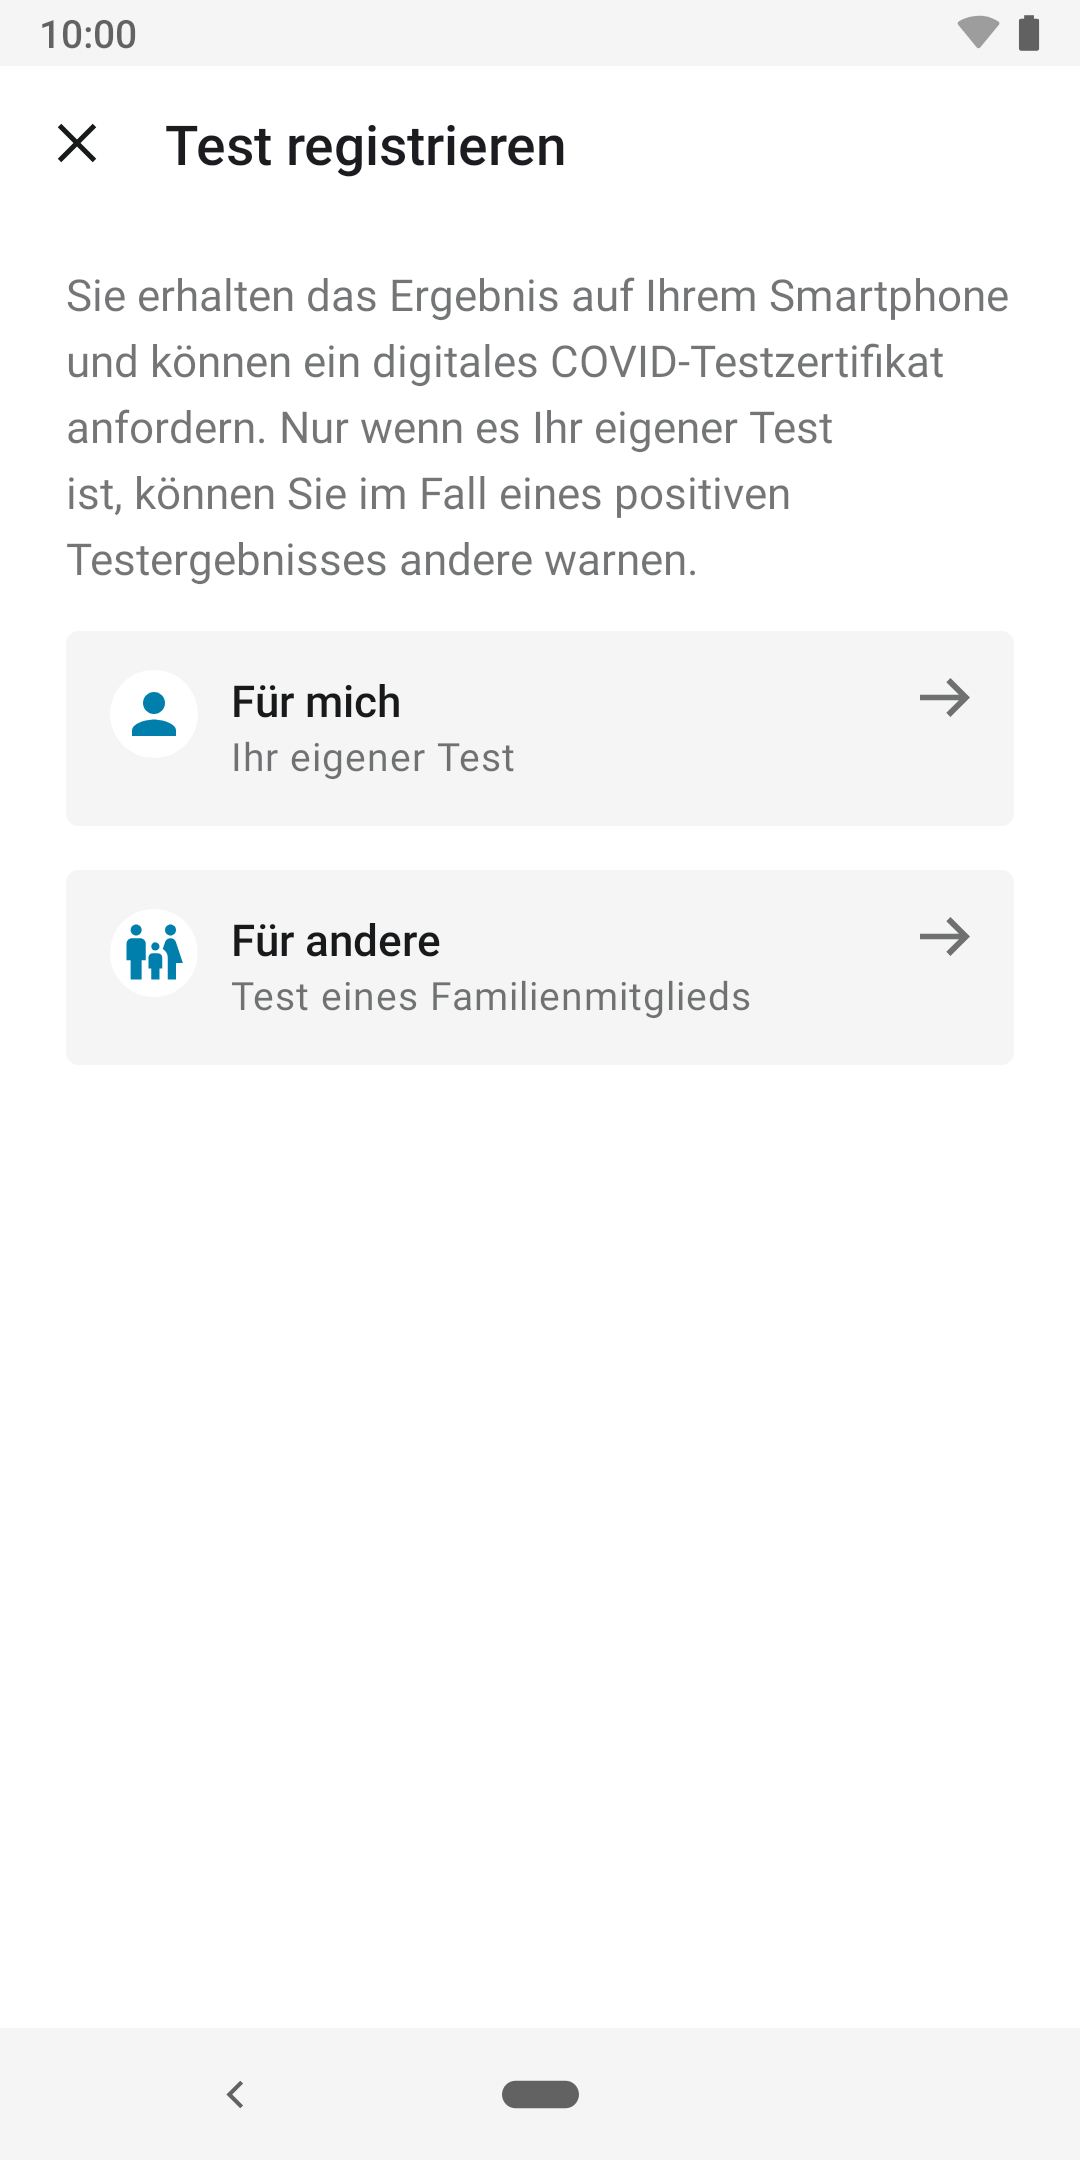 10:00
Test registrieren
Sie erhalten das Ergebnis auf Ihrem Smartphone
und können ein digitales COVID-Testzertifikat
anfordern. Nur wenn es Ihr eigener Test
ist, können Sie im Fall eines positiven
Testergebnisses andere warnen.
Für mich
Ihr eigener Test
Für andere
Test eines Familienmitglieds